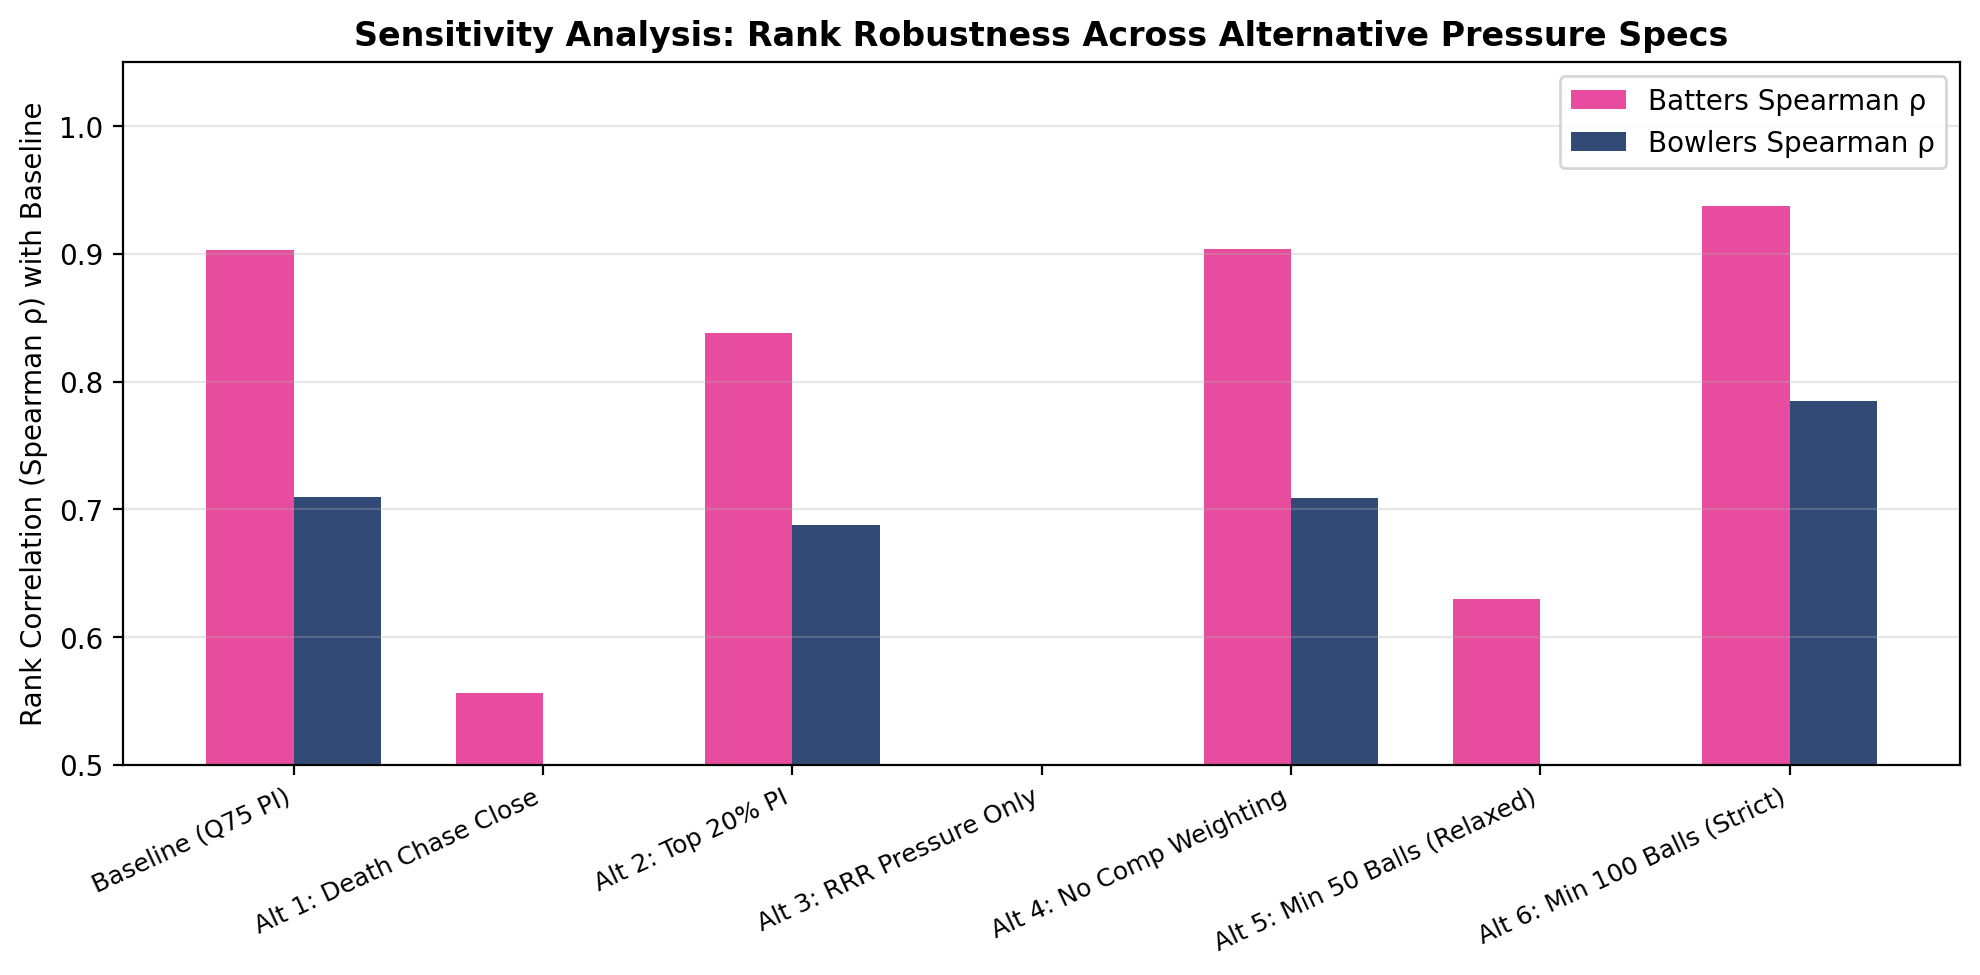 Sensitivity Analysis: Rank Robustness Across Alternative Pressure Specs
Rank Correlation (Spearman ρ) with Baseline
1.0
0.9
0.8
0.7
0.6
0.5
Batters Spearman ρ
Bowlers Spearman ρ
Baseline (Q75 PI)
Alt 1: Death Chase Close
Alt 2: Top 20% PI
Alt 3: RRR Pressure Only
Alt 4: No Comp Weighting
Alt 5: Min 50 Balls (Relaxed)
Alt 6: Min 100 Balls (Strict)